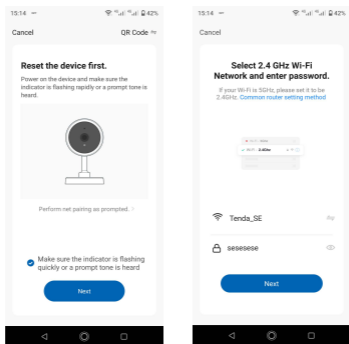 15:14
42%
Cancel
QR Code
Reset the device first.
Power on the device and make sure the
indicator is flashing rapidly or a prompt tone is
heard.
Perform net pairing as prompted. >
Make sure the indicator is flashing
quickly or a prompt tone is heard
Next
15:14
42%
Cancel
Select 2.4 GHz Wi-Fi
Network and enter password.
If your Wi-Fi is 5GHz, please set it to be
2.4GHz. Common router setting method
Tenda_SE
sesesese
Next